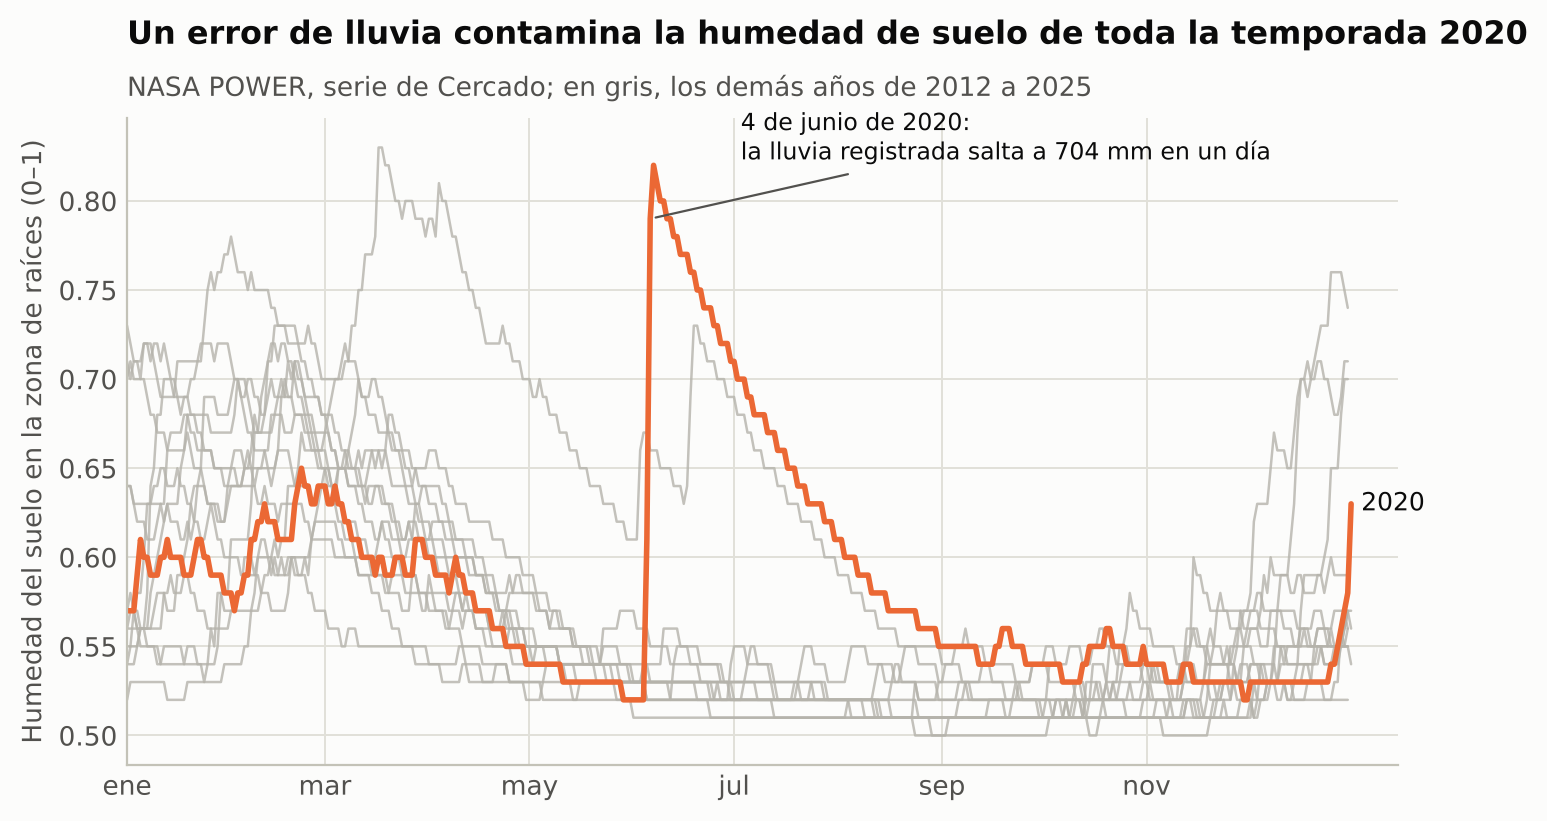 Un error de lluvia contamina la humedad de suelo de toda la temporada 2020
NASA POWER, serie de Cercado; en gris, los demás años de 2012 a 2025
4 de junio de 2020:
la lluvia registrada salta a 704 mm en un día
Humedad del suelo en la zona de raíces (0–1)
0.80
0.75
0.70
0.65
0.60
0.55
0.50
2020
ene
mar
may
jul
sep
nov